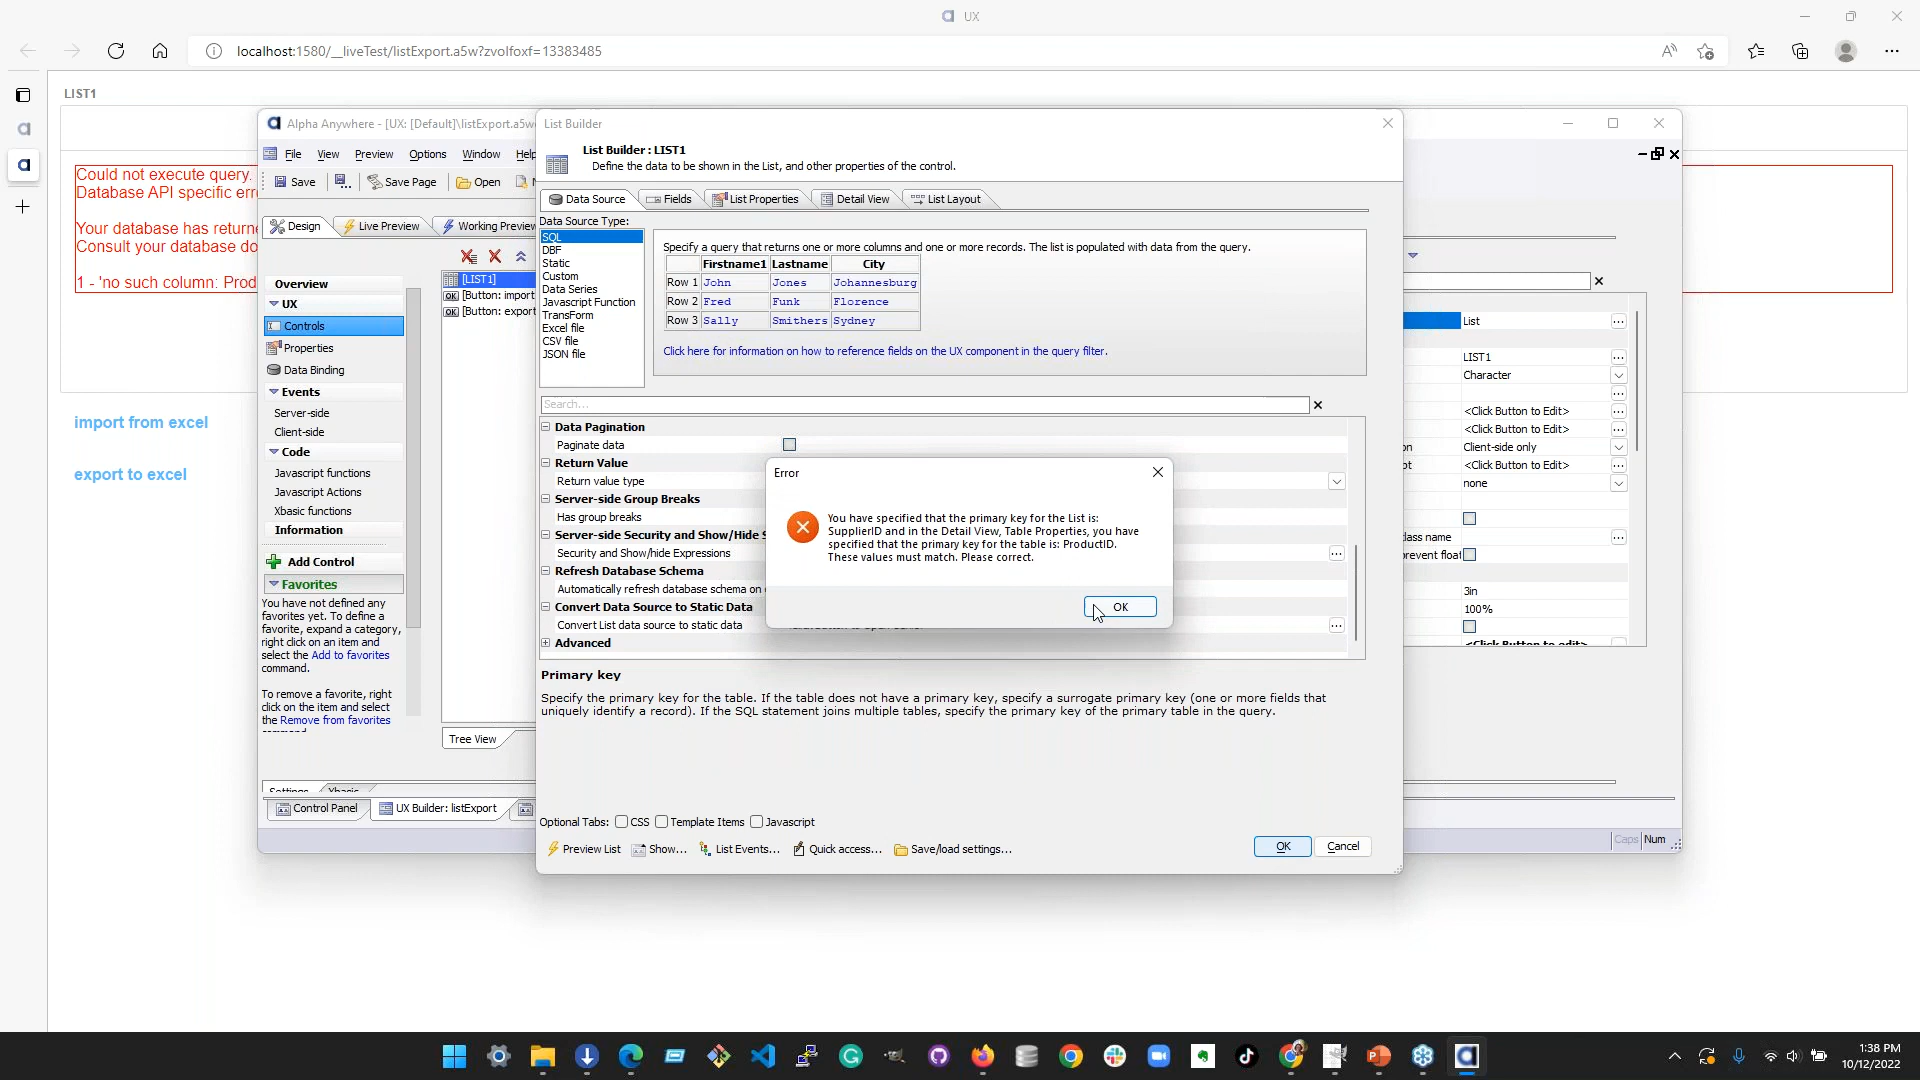 UX
localhost:1580/__liveTest/listExport.a5w?zvolfoxf=13383485
LIST1
Could not execute query.
Database API specific err
Your database has returne
Consult your database do
1 - 'no such column: Prod
import from excel
export to excel
Alpha Anywhere - [UX: [Default]\listExport.a5w
File View Preview Options Window Help
Save Save Page Open
Design Live Preview Working Preview
Overview
UX
Controls
Properties
Data Binding
Events
Server-side
Client-side
Code
Javascript functions
Javascript Actions
Xbasic functions
Information
Add Control
Favorites
You have not defined any
favorites yet. To define a
favorite, expand a category,
right click on an item and
select the Add to favorites
command.
To remove a favorite, right
click on the item and select
the Remove from favorites
[LIST1]
[Button: import
[Button: export
Tree View
Settings Xbasic
Control Panel UX Builder: listExport
List Builder
List Builder : LIST1
Define the data to be shown in the List, and other properties of the control.
Data Source Fields List Properties Detail View List Layout
Data Source Type:
SQL
DBF
Static
Custom
Data Series
Javascript Function
TransForm
Excel file
CSV file
JSON file
Specify a query that returns one or more columns and one or more records. The list is populated with data from the query.
Firstname1 Lastname City
Row 1 John Jones Johannesburg
Row 2 Fred Funk Florence
Row 3 Sally Smithers Sydney
Click here for information on how to reference fields on the UX component in the query filter.
Search...
Data Pagination
Paginate data
Return Value
Return value type
Server-side Group Breaks
Has group breaks
Server-side Security and Show/Hide
Security and Show/hide Expressions
Refresh Database Schema
Automatically refresh database schema on
Convert Data Source to Static Data
Convert List data source to static data
Advanced
Error
You have specified that the primary key for the List is:
SupplierID and in the Detail View, Table Properties, you have
specified that the primary key for the table is: ProductID.
These values must match. Please correct.
OK
Primary key
Specify the primary key for the table. If the table does not have a primary key, specify a surrogate primary key (one or more fields that
uniquely identify a record). If the SQL statement joins multiple tables, specify the primary key of the primary table in the query.
Optional Tabs: CSS Template Items Javascript
Preview List Show... List Events... Quick access... Save/load settings...
OK Cancel
List
LIST1
Character
<Click Button to Edit>
<Click Button to Edit>
Client-side only
<Click Button to Edit>
none
3in
100%
<Click Button to edit>
Caps Num
1:38 PM
10/12/2022